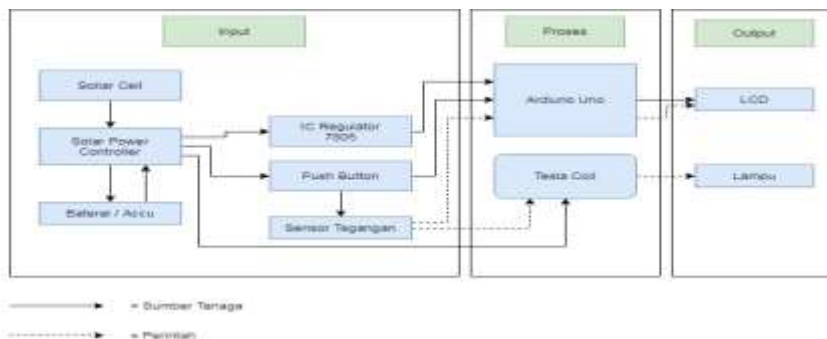 Input
Proses
Output
Solar Cell
Solar Power
Controller
Baterai / Accu
IC Regulator
7805
Push Button
Sensor Tegangan
Arduino Uno
Tesla Coil
LCD
Lampu
= Sumber Tenaga
= Perintah